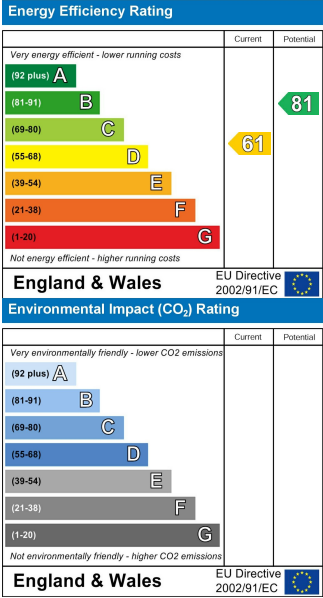 Energy Efficiency Rating
Current Potential
Very energy efficient - lower running costs
(92 plus) A
(81-91) B
81
(69-80) C
61
(55-68) D
(39-54) E
(21-38) F
(1-20) G
Not energy efficient - higher running costs
England & Wales
EU Directive
2002/91/EC
Environmental Impact (CO₂) Rating
Current Potential
Very environmentally friendly - lower CO2 emissions
(92 plus) A
(81-91) B
(69-80) C
(55-68) D
(39-54) E
(21-38) F
(1-20) G
Not environmentally friendly - higher CO2 emissions
England & Wales
EU Directive
2002/91/EC